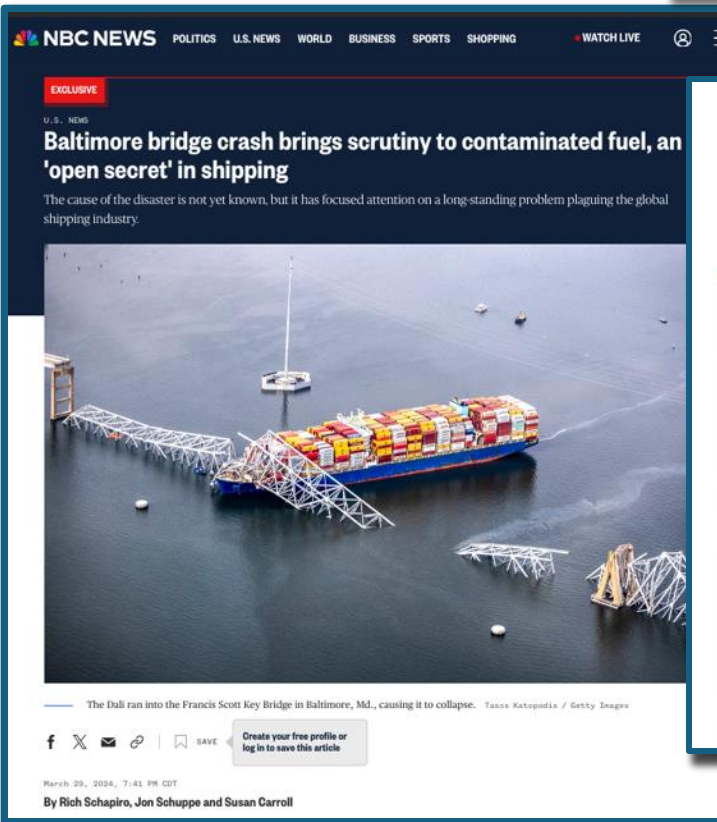 NBC NEWS POLITICS U.S. NEWS WORLD BUSINESS SPORTS SHOPPING WATCH LIVE
EXCLUSIVE
U.S. NEWS
Baltimore bridge crash brings scrutiny to contaminated fuel, an
'open secret' in shipping
The cause of the disaster is not yet known, but it has focused attention on a long-standing problem plaguing the global
shipping industry.
The Dali ran into the Francis Scott Key Bridge in Baltimore, Md., causing it to collapse. Tasos Katopodis / Getty Images
SAVE
Create your free profile or
log in to save this article
March 29, 2024, 7:41 PM CDT
By Rich Schapiro, Jon Schuppe and Susan Carroll